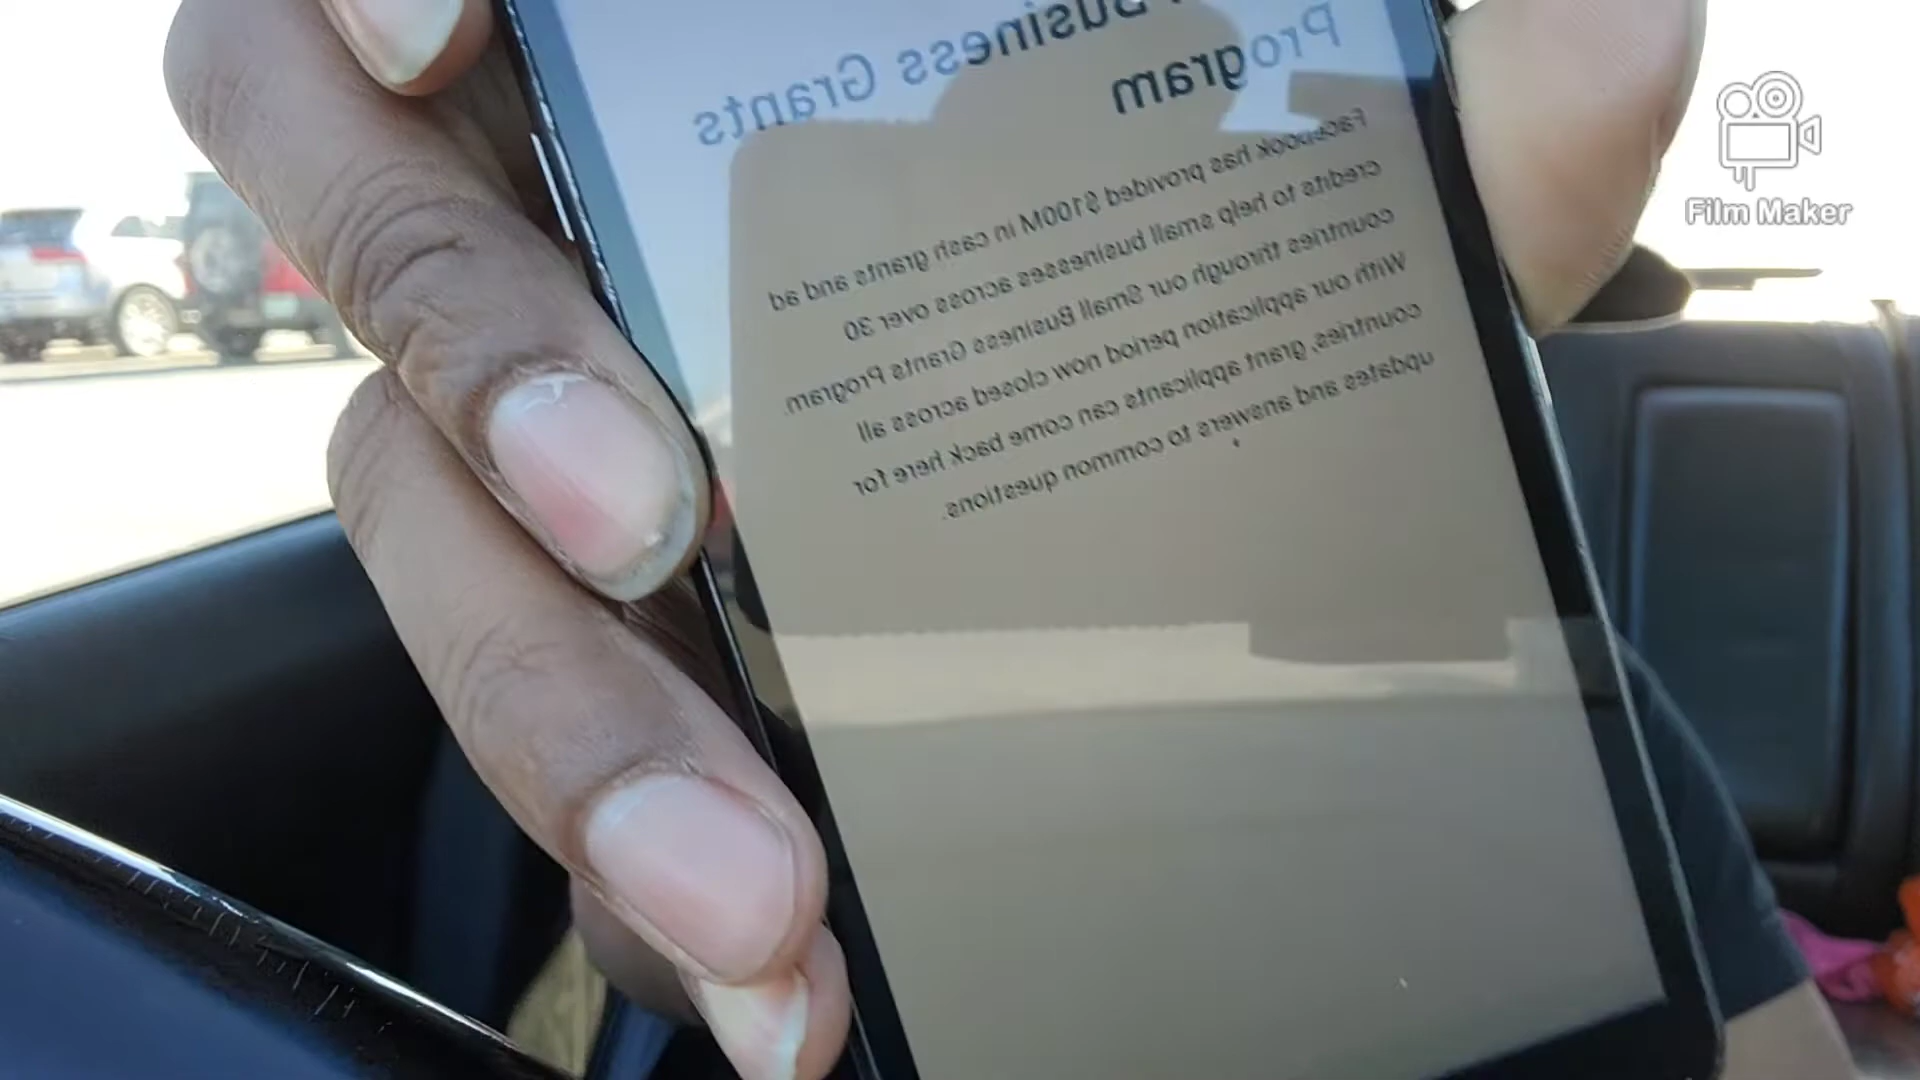 Business Grants
Program
Facebook has provided $100M in cash grants and ad
credits to help small businesses across over 30
countries through our Small Business Grants Program.
With our application period now closed across all
countries, grant applicants can come back here for
updates and answers to common questions.
Film Maker